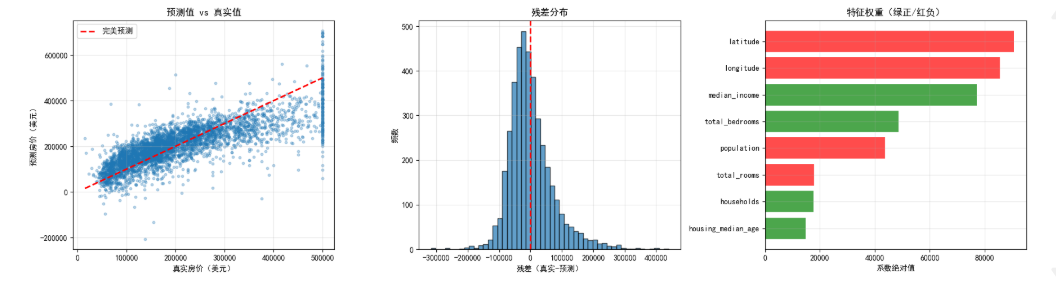 预测值 vs 真实值
完美预测
600000
400000
200000
0
-200000
预测房价（美元）
0
100000
200000
300000
400000
500000
真实房价（美元）
残差分布
500
400
300
200
100
0
频数
-300000
-200000
-100000
0
100000
200000
300000
400000
残差（真实-预测）
特征权重（绿正/红负）
latitude
longitude
median_income
total_bedrooms
population
total_rooms
households
housing_median_age
0
20000
40000
60000
80000
系数绝对值